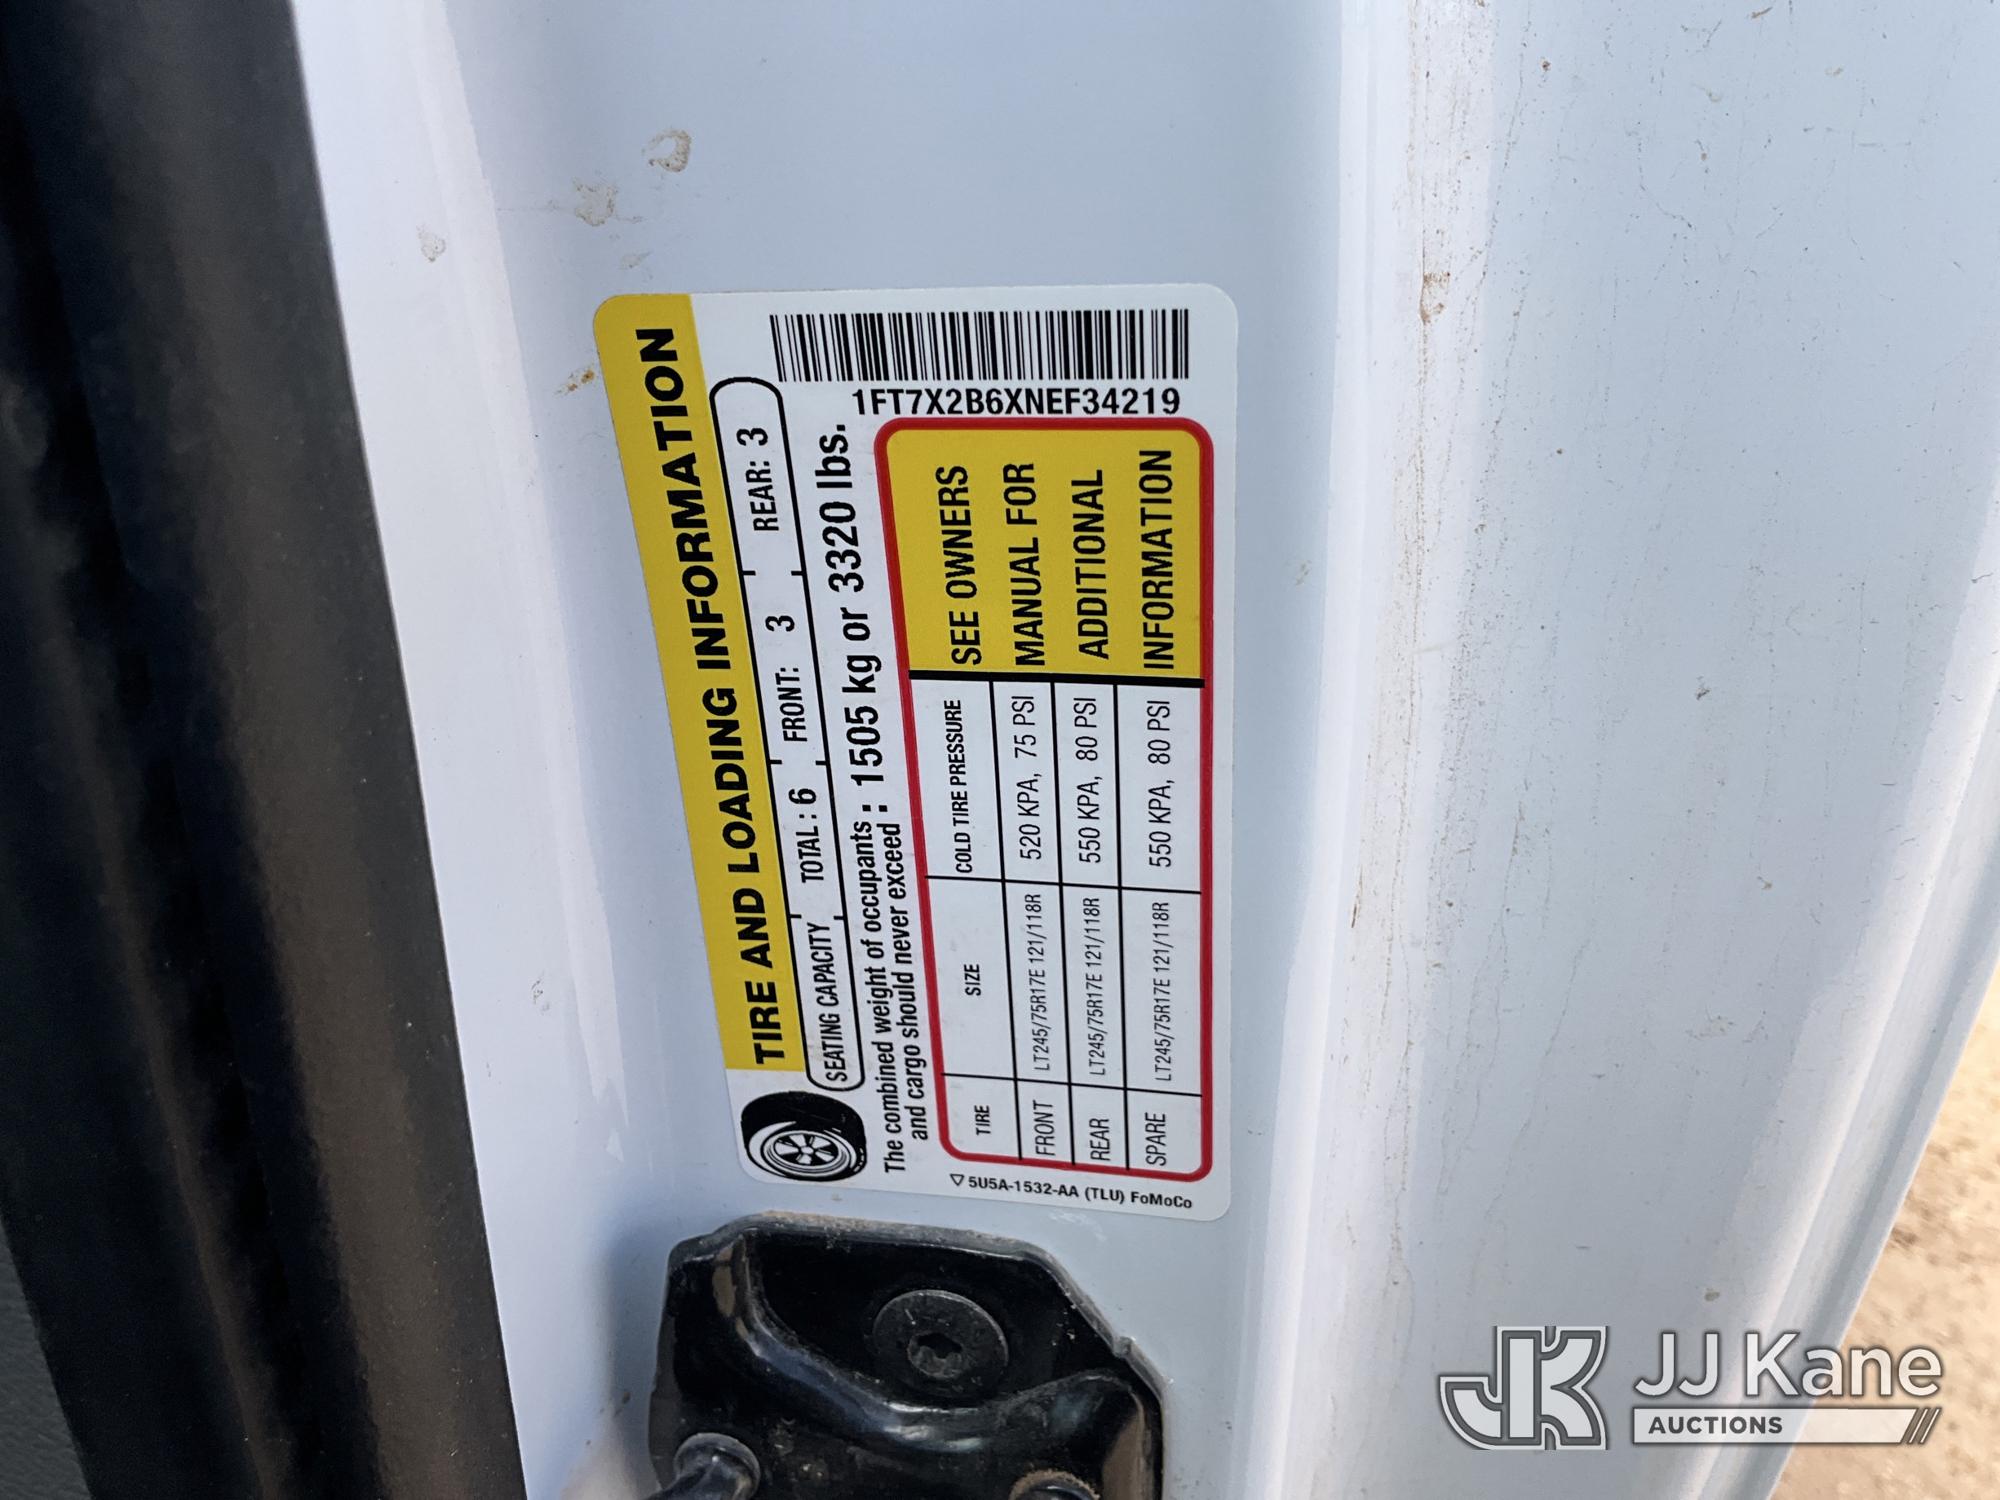 TIRE AND LOADING INFORMATION
SEATING CAPACITY TOTAL : 6 FRONT: 3 REAR: 3
The combined weight of occupants
and cargo should never exceed : 1505 kg or 3320 lbs.
1FT7X2B6XNEF34219
TIRE SIZE COLD TIRE PRESSURE
FRONT LT245/75R17E 121/118R 520 KPA, 75 PSI
REAR LT245/75R17E 121/118R 550 KPA, 80 PSI
SPARE LT245/75R17E 121/118R 550 KPA, 80 PSI
SEE OWNERS
MANUAL FOR
ADDITIONAL
INFORMATION
5U5A-1532-AA (TLU) FoMoCo
JK JJ Kane
AUCTIONS